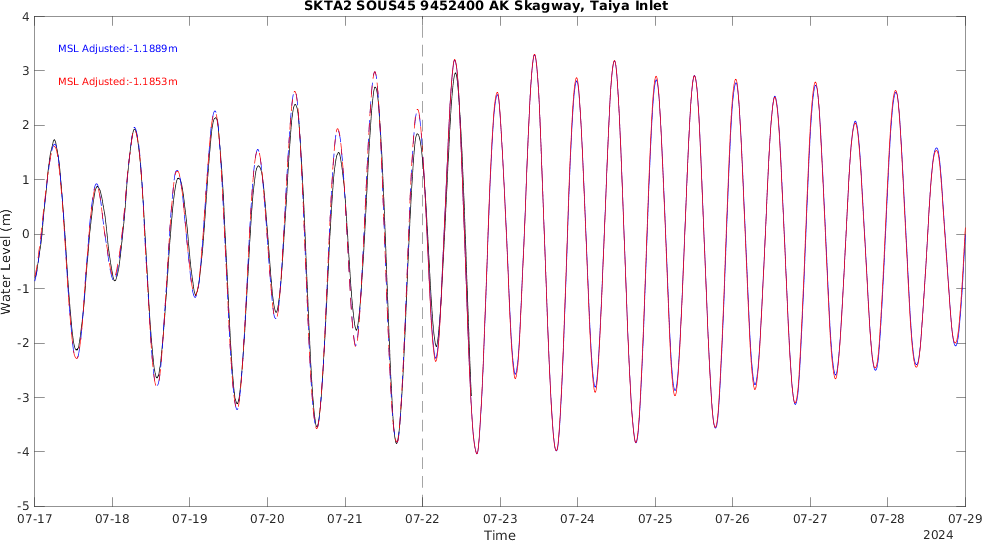 SKTA2 SOUS45 9452400 AK Skagway, Taiya Inlet
4
MSL Adjusted:-1.1889m
3
MSL Adjusted:-1.1853m
2
1
0
-1
-2
-3
-4
-5
Water Level (m)
07-17 07-18 07-19 07-20 07-21 07-22 07-23 07-24 07-25 07-26 07-27 07-28 07-29
Time
2024